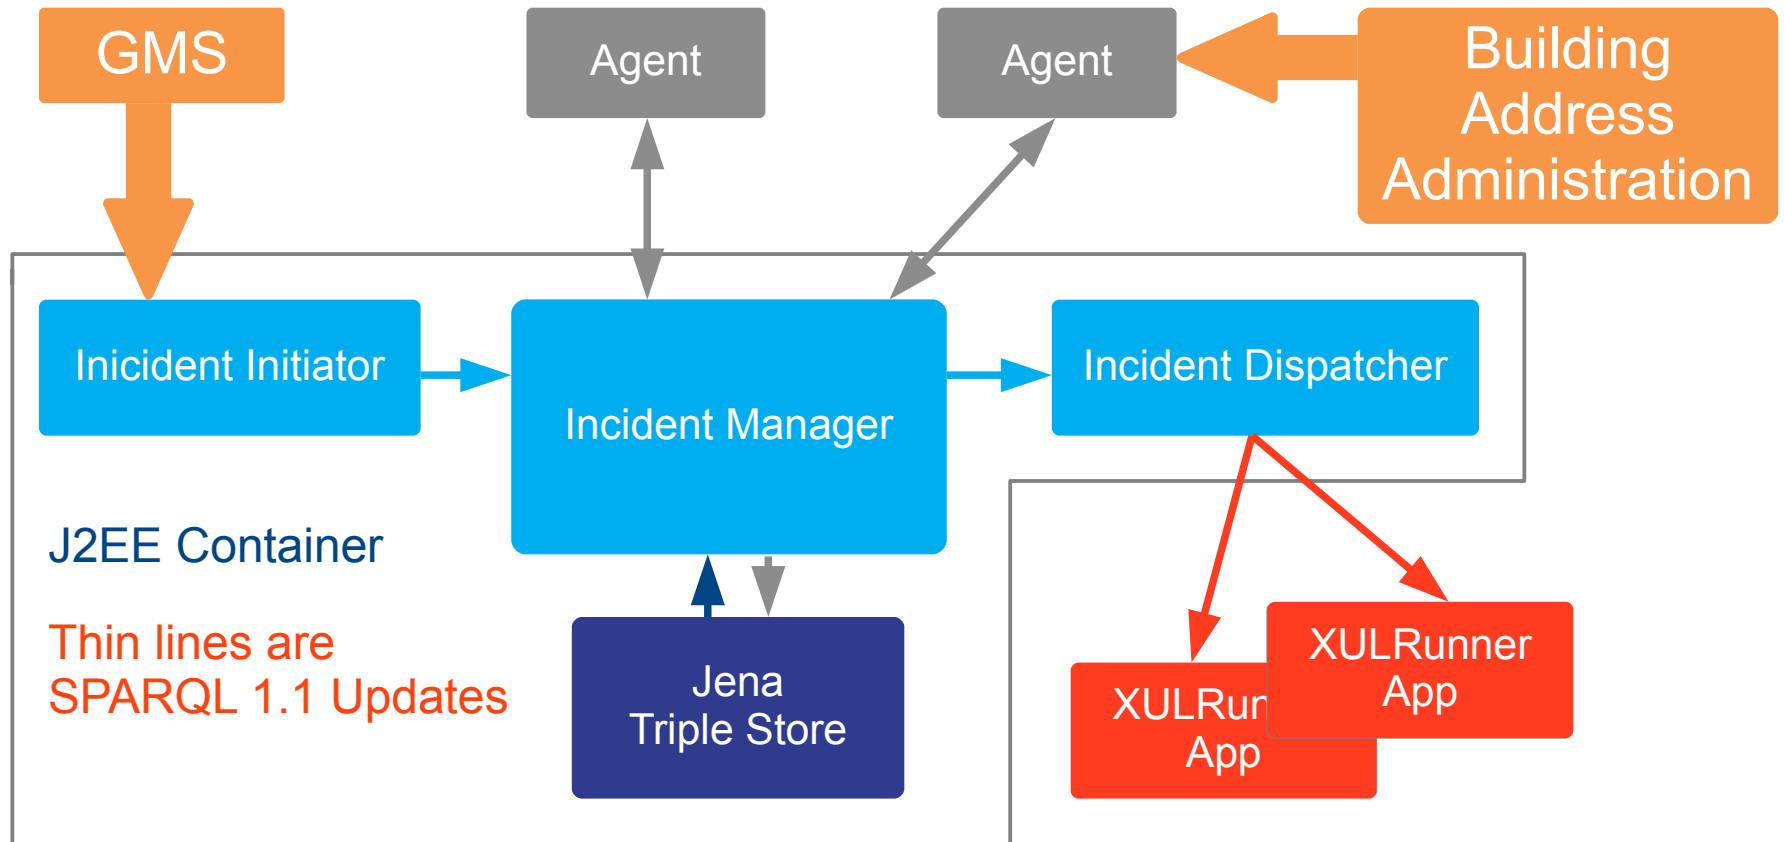 GMS
Agent
Agent
Building
Address
Administration
Inicident Initiator
Incident Manager
Incident Dispatcher
J2EE Container
Thin lines are
SPARQL 1.1 Updates
Jena
Triple Store
XULRun
App
XULRunner
App